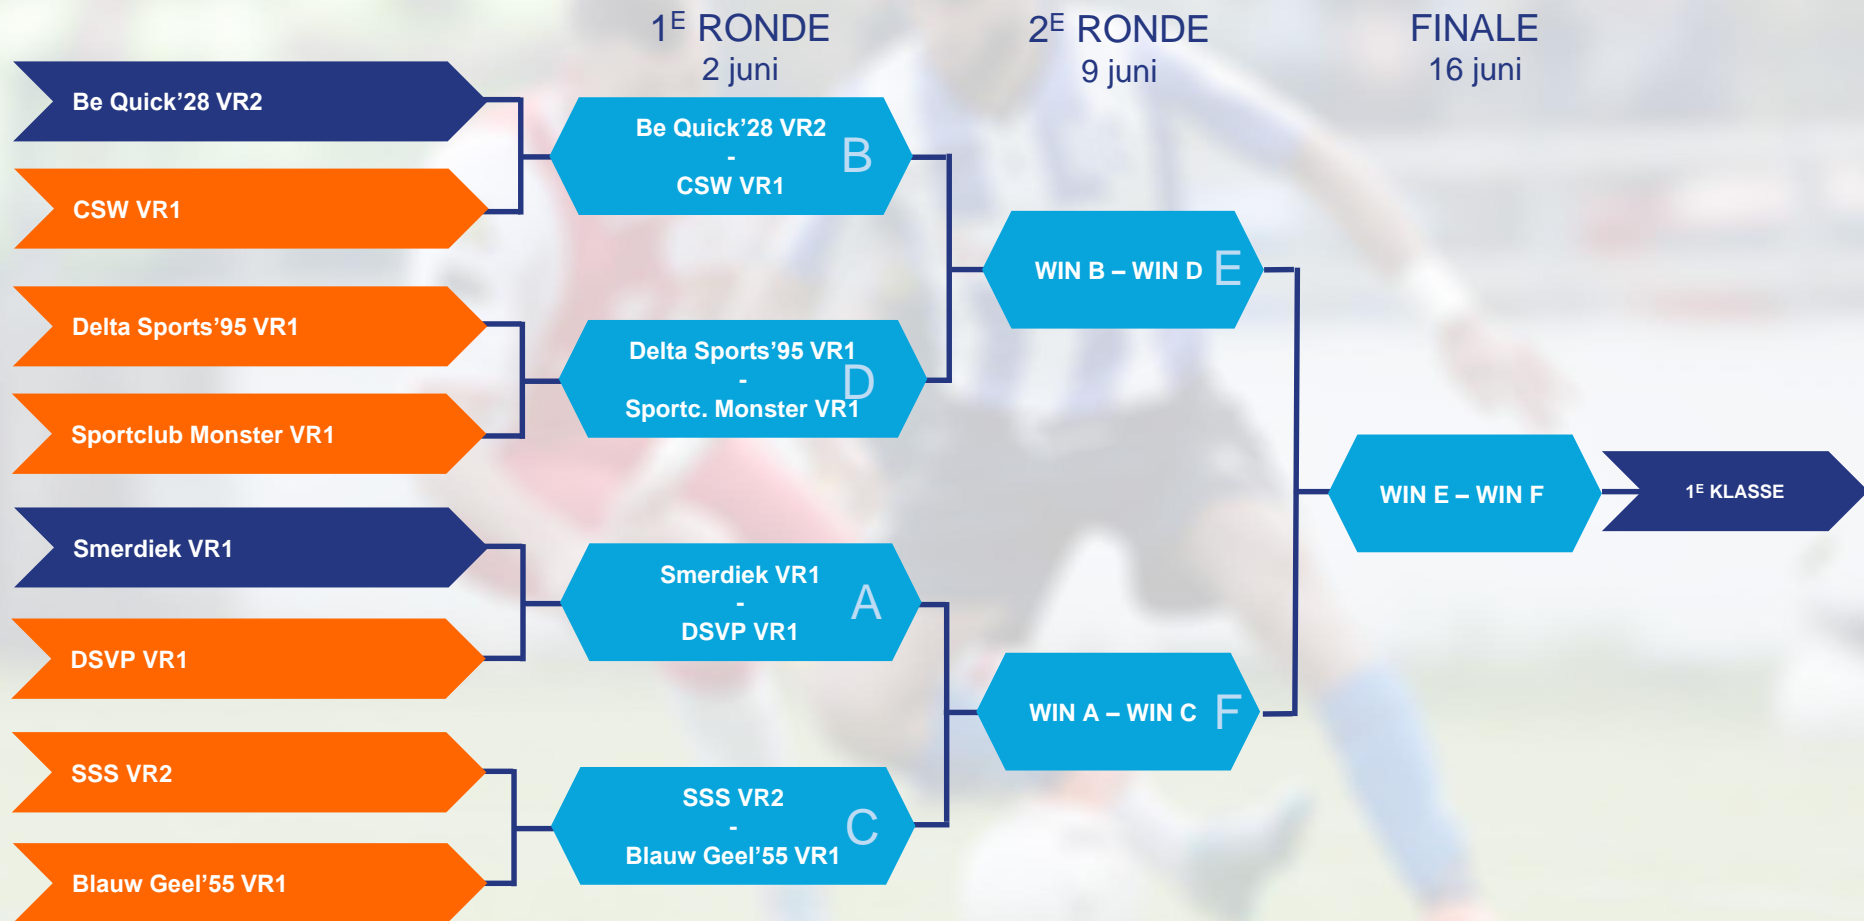 1E RONDE
2 juni
2E RONDE
9 juni
FINALE
16 juni
Be Quick’28 VR2
CSW VR1
Delta Sports’95 VR1
Sportclub Monster VR1
Smerdiek VR1
DSVP VR1
SSS VR2
Blauw Geel’55 VR1
Be Quick’28 VR2
-
CSW VR1
B
Delta Sports’95 VR1
-
Sportc. Monster VR1
D
Smerdiek VR1
-
DSVP VR1
A
SSS VR2
-
Blauw Geel’55 VR1
C
WIN B – WIN D E
WIN A – WIN C F
WIN E – WIN F
1E KLASSE